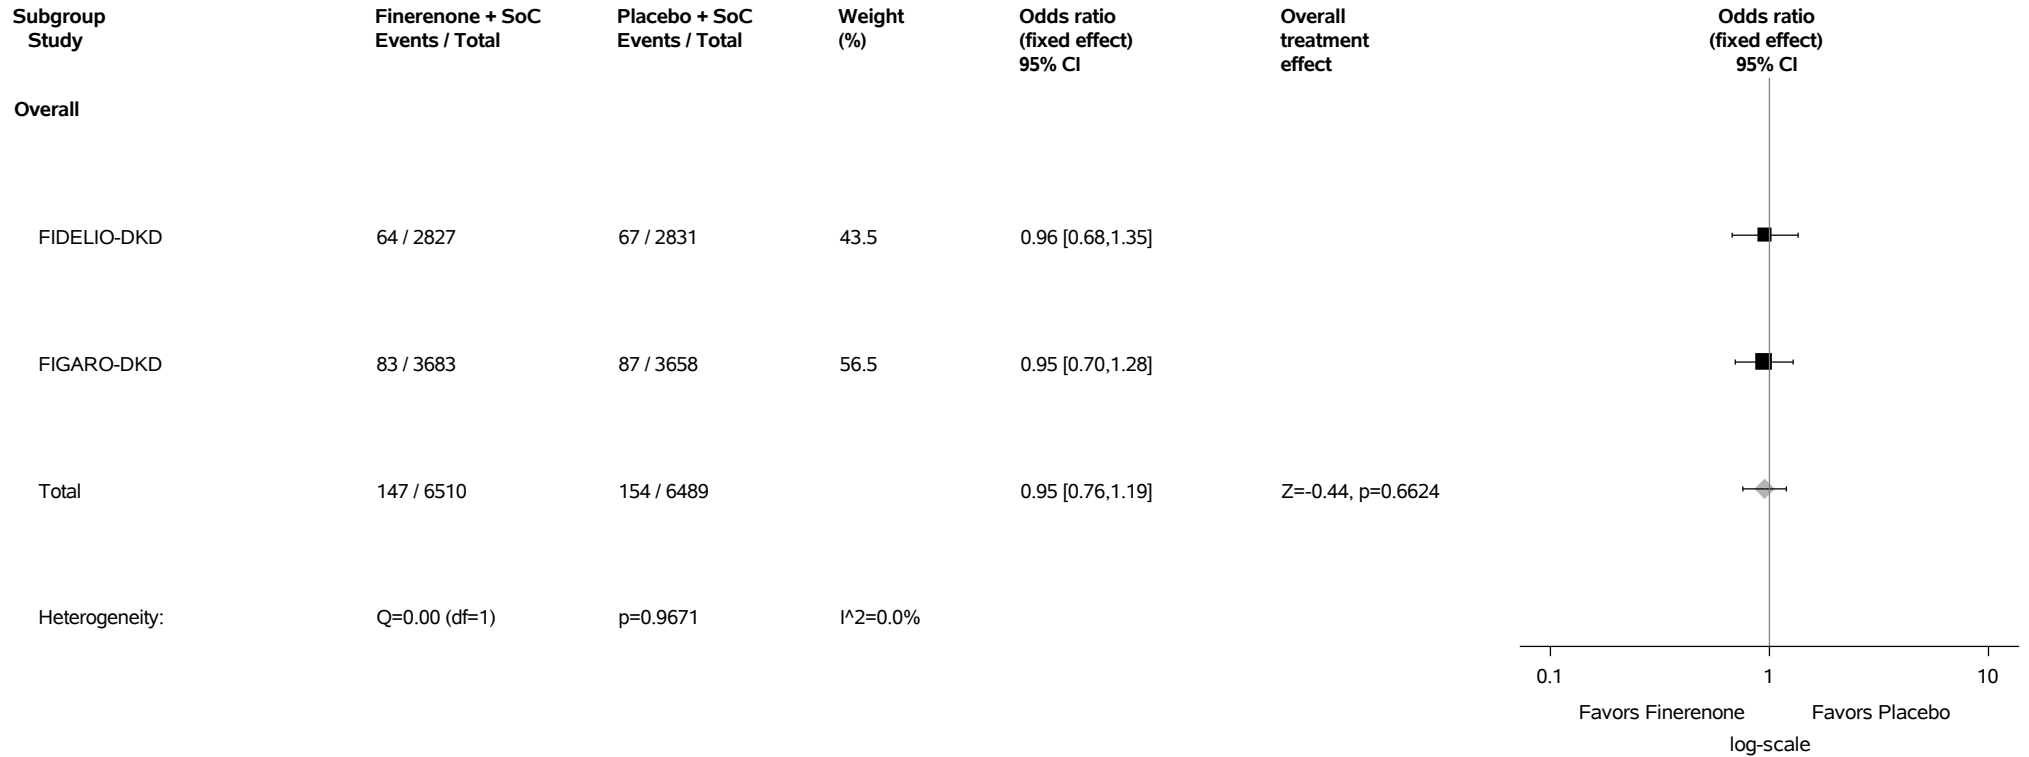 Subgroup Finerenone + SoC Placebo + SoC Weight Odds ratio Overall Odds ratio
Study Events / Total Events / Total (%) (fixed effect) treatment (fixed effect)
95% CI effect 95% CI
Overall
FIDELIO-DKD 64 / 2827 67 / 2831 43.5 0.96 [0.68,1.35]
FIGARO-DKD 83 / 3683 87 / 3658 56.5 0.95 [0.70,1.28]
Total 147 / 6510 154 / 6489 0.95 [0.76,1.19] Z=-0.44, p=0.6624
Heterogeneity: Q=0.00 (df=1) p=0.9671 I^2=0.0%
0.1 1 10
Favors Finerenone Favors Placebo
log-scale